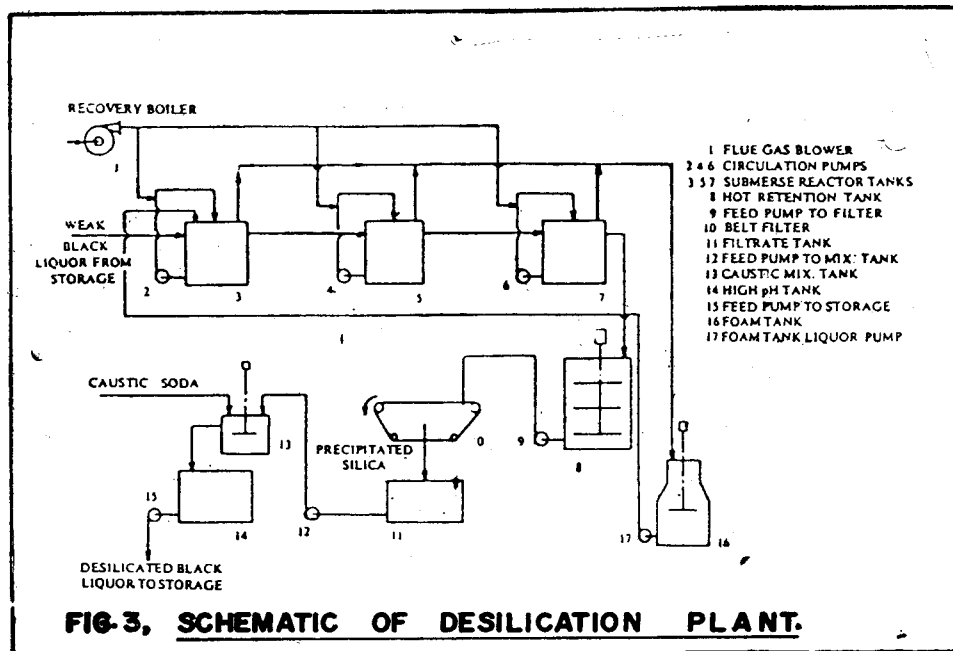 RECOVERY BOILER
1
WEAK
BLACK
LIQUOR FROM
STORAGE
2
3
4
5
6
7
1 FLUE GAS BLOWER
2 4 6 CIRCULATION PUMPS
3 5 7 SUBMERSE REACTOR TANKS
8 HOT RETENTION TANK
9 FEED PUMP TO FILTER
10 BELT FILTER
11 FILTRATE TANK
12 FEED PUMP TO MIX. TANK
13 CAUSTIC MIX. TANK
14 HIGH pH TANK
15 FEED PUMP TO STORAGE
16 FOAM TANK
17 FOAM TANK LIQUOR PUMP
CAUSTIC SODA
13
PRECIPITATED
SILICA
0
9
8
15
14
12
11
17
16
DESILICATED BLACK
LIQUOR TO STORAGE
FIG-3, SCHEMATIC OF DESILICATION PLANT.